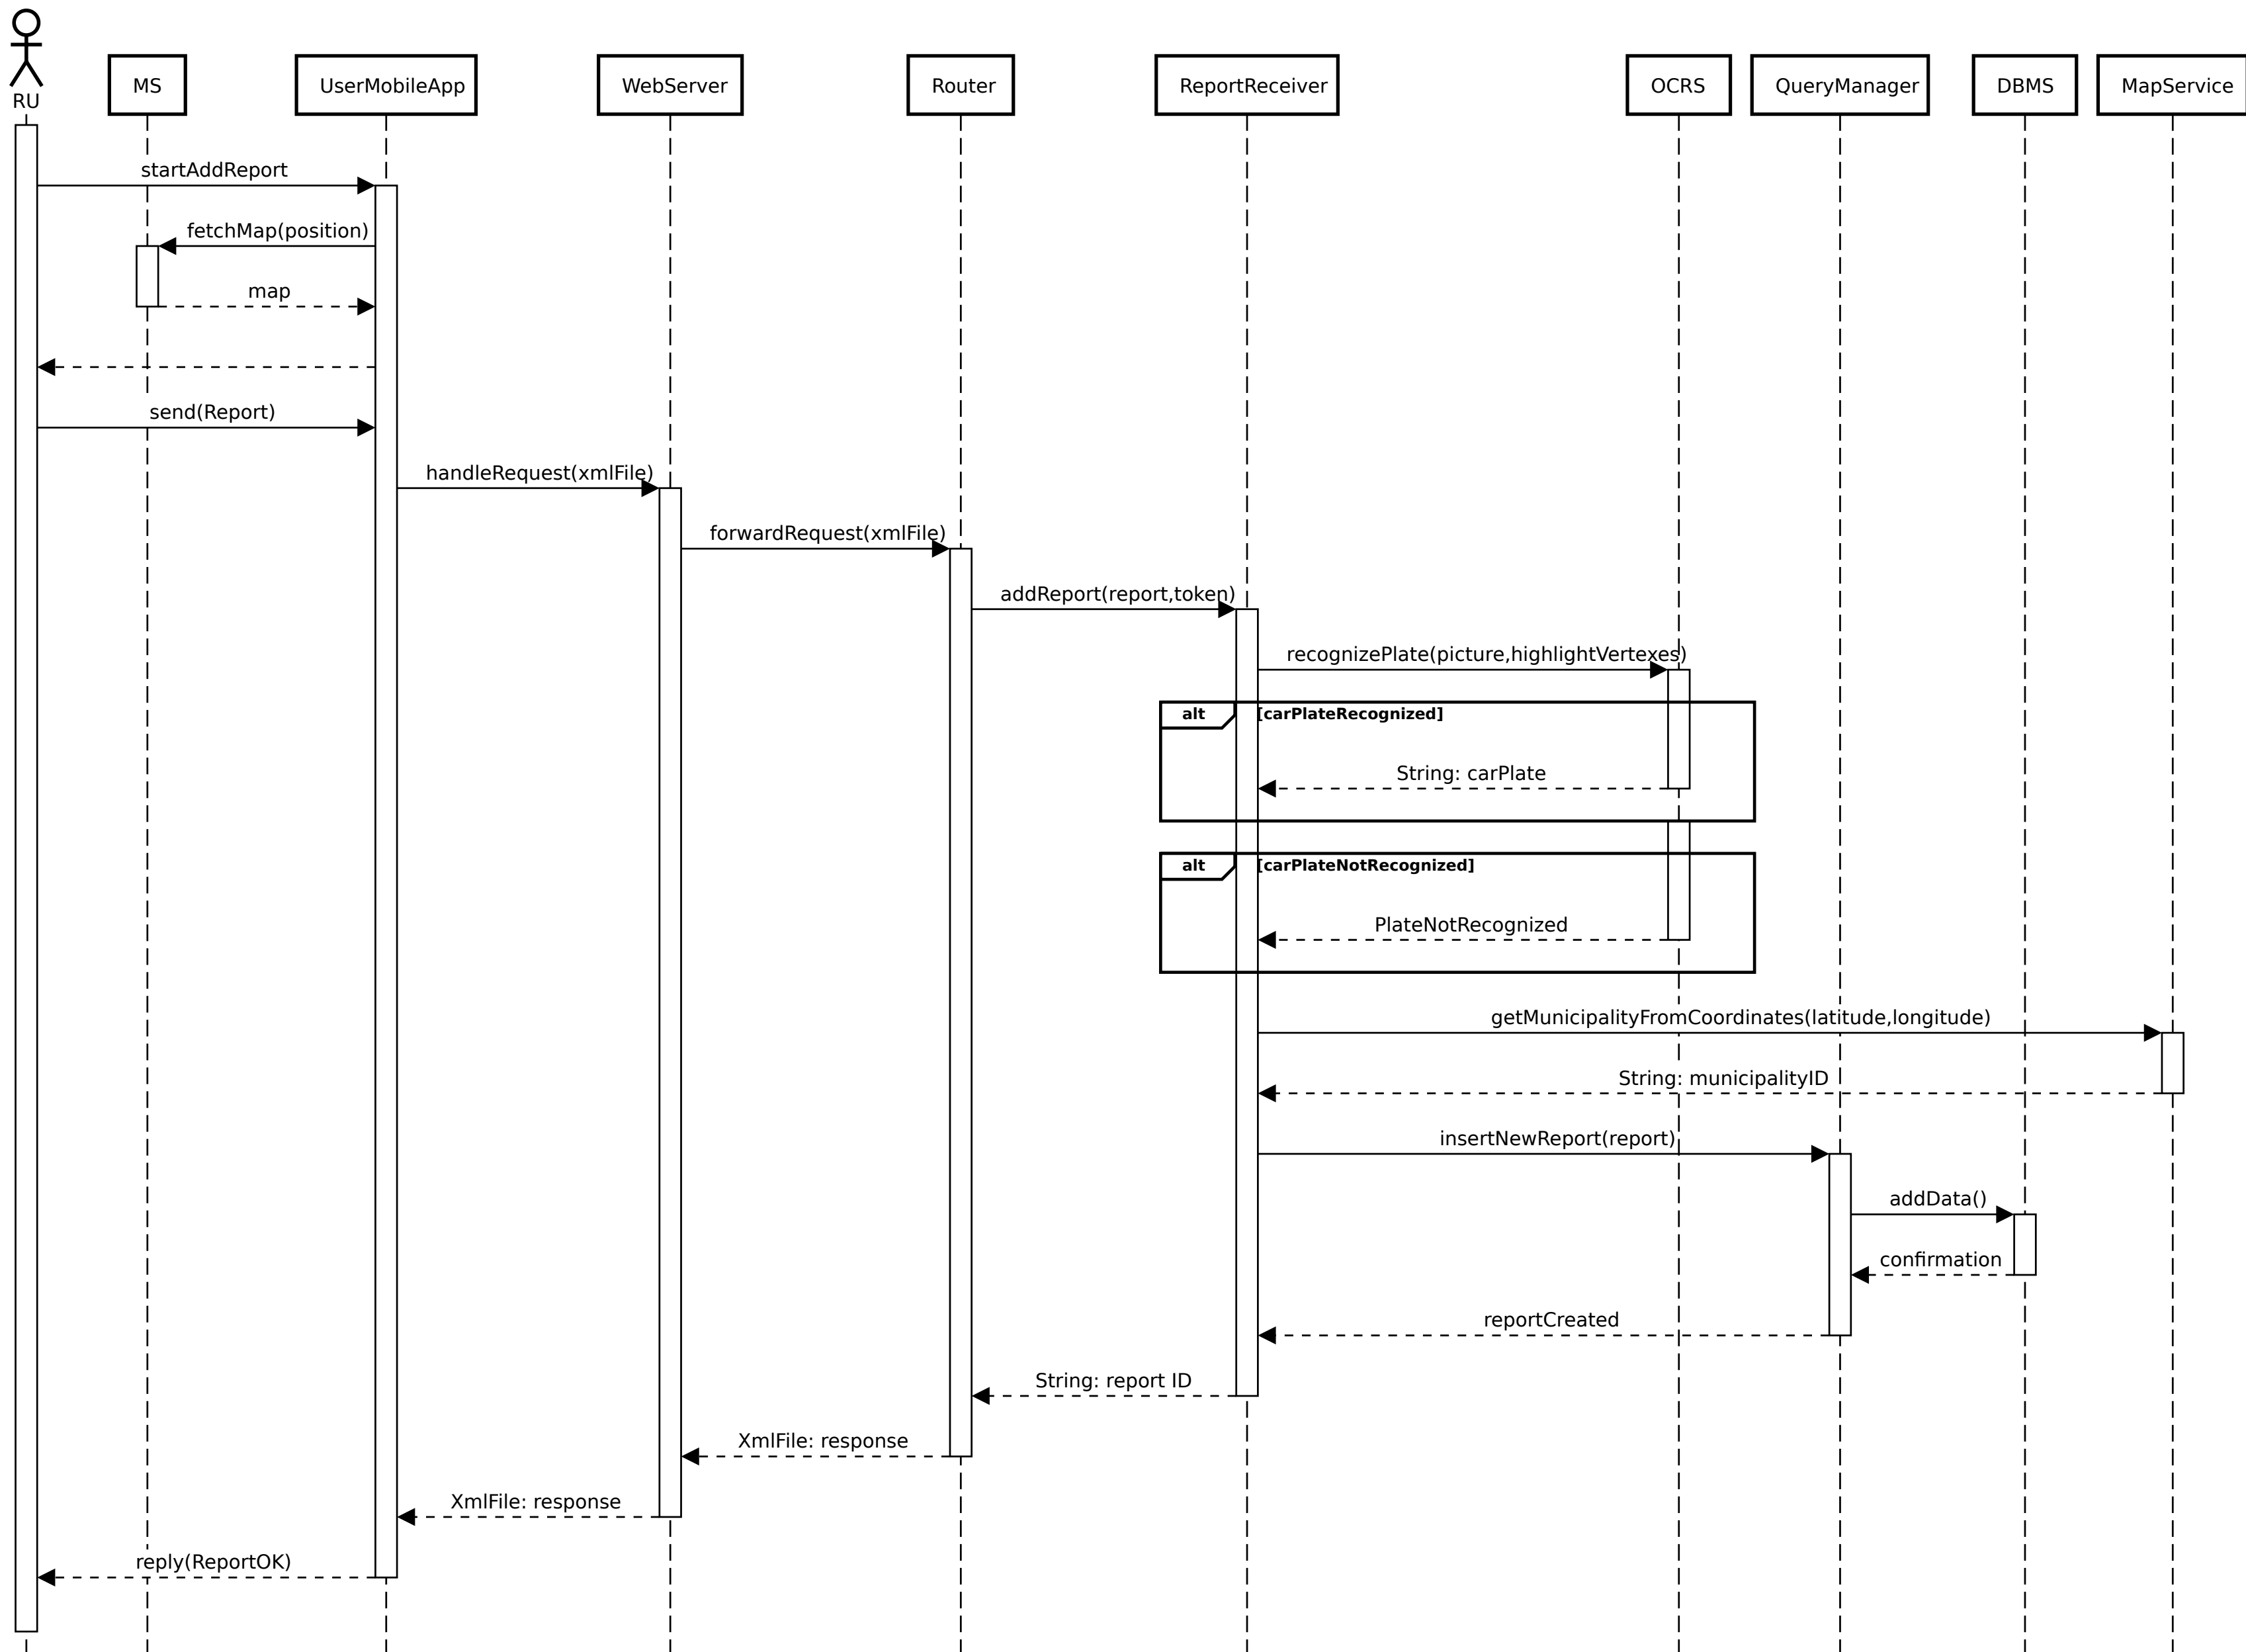 RU
MS
UserMobileApp
WebServer
Router
ReportReceiver
OCRS
QueryManager
DBMS
MapService
startAddReport
fetchMap(position)
map
send(Report)
handleRequest(xmlFile)
forwardRequest(xmlFile)
addReport(report,token)
recognizePlate(picture,highlightVertexes)
alt [carPlateRecognized]
String: carPlate
alt [carPlateNotRecognized]
PlateNotRecognized
getMunicipalityFromCoordinates(latitude,longitude)
String: municipalityID
insertNewReport(report)
addData()
confirmation
reportCreated
String: report ID
XmlFile: response
XmlFile: response
reply(ReportOK)